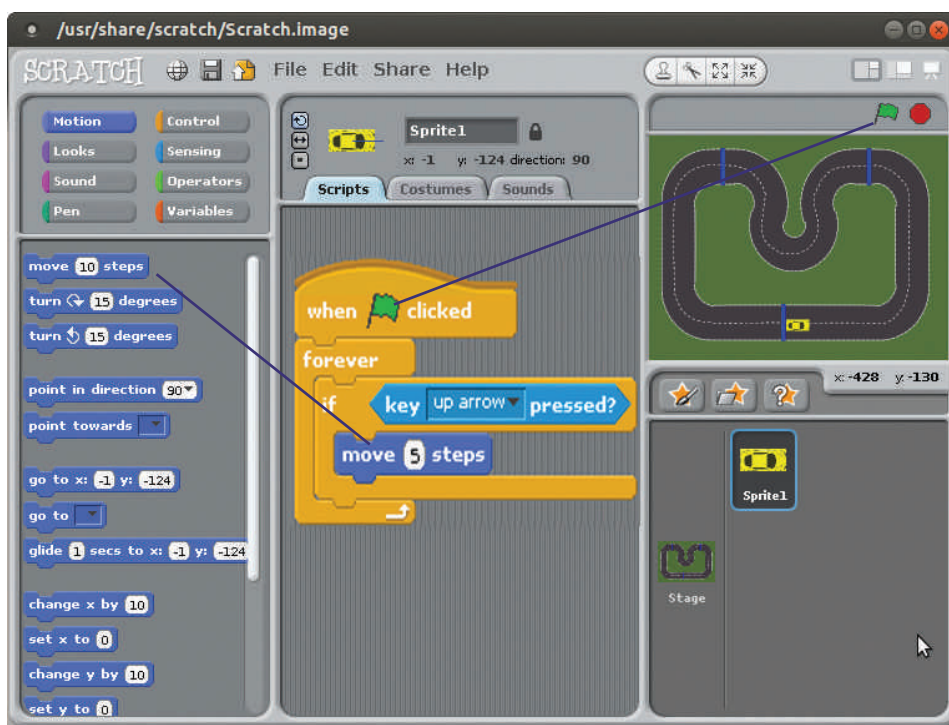 /usr/share/scratch/Scratch.image
SCRATCH File Edit Share Help
Motion Control
Looks Sensing
Sound Operators
Pen Variables
Sprite1
x: -1 y: -124 direction: 90
Scripts Costumes Sounds
move 10 steps
turn 15 degrees
turn 15 degrees
point in direction 90
point towards
go to x: -1 y: -124
go to
glide 1 secs to x: -1 y: -124
change x by 10
set x to 0
change y by 10
set y to 0
when clicked
forever
if key up arrow pressed?
move 5 steps
x: -428 y: -130
Sprite1
Stage